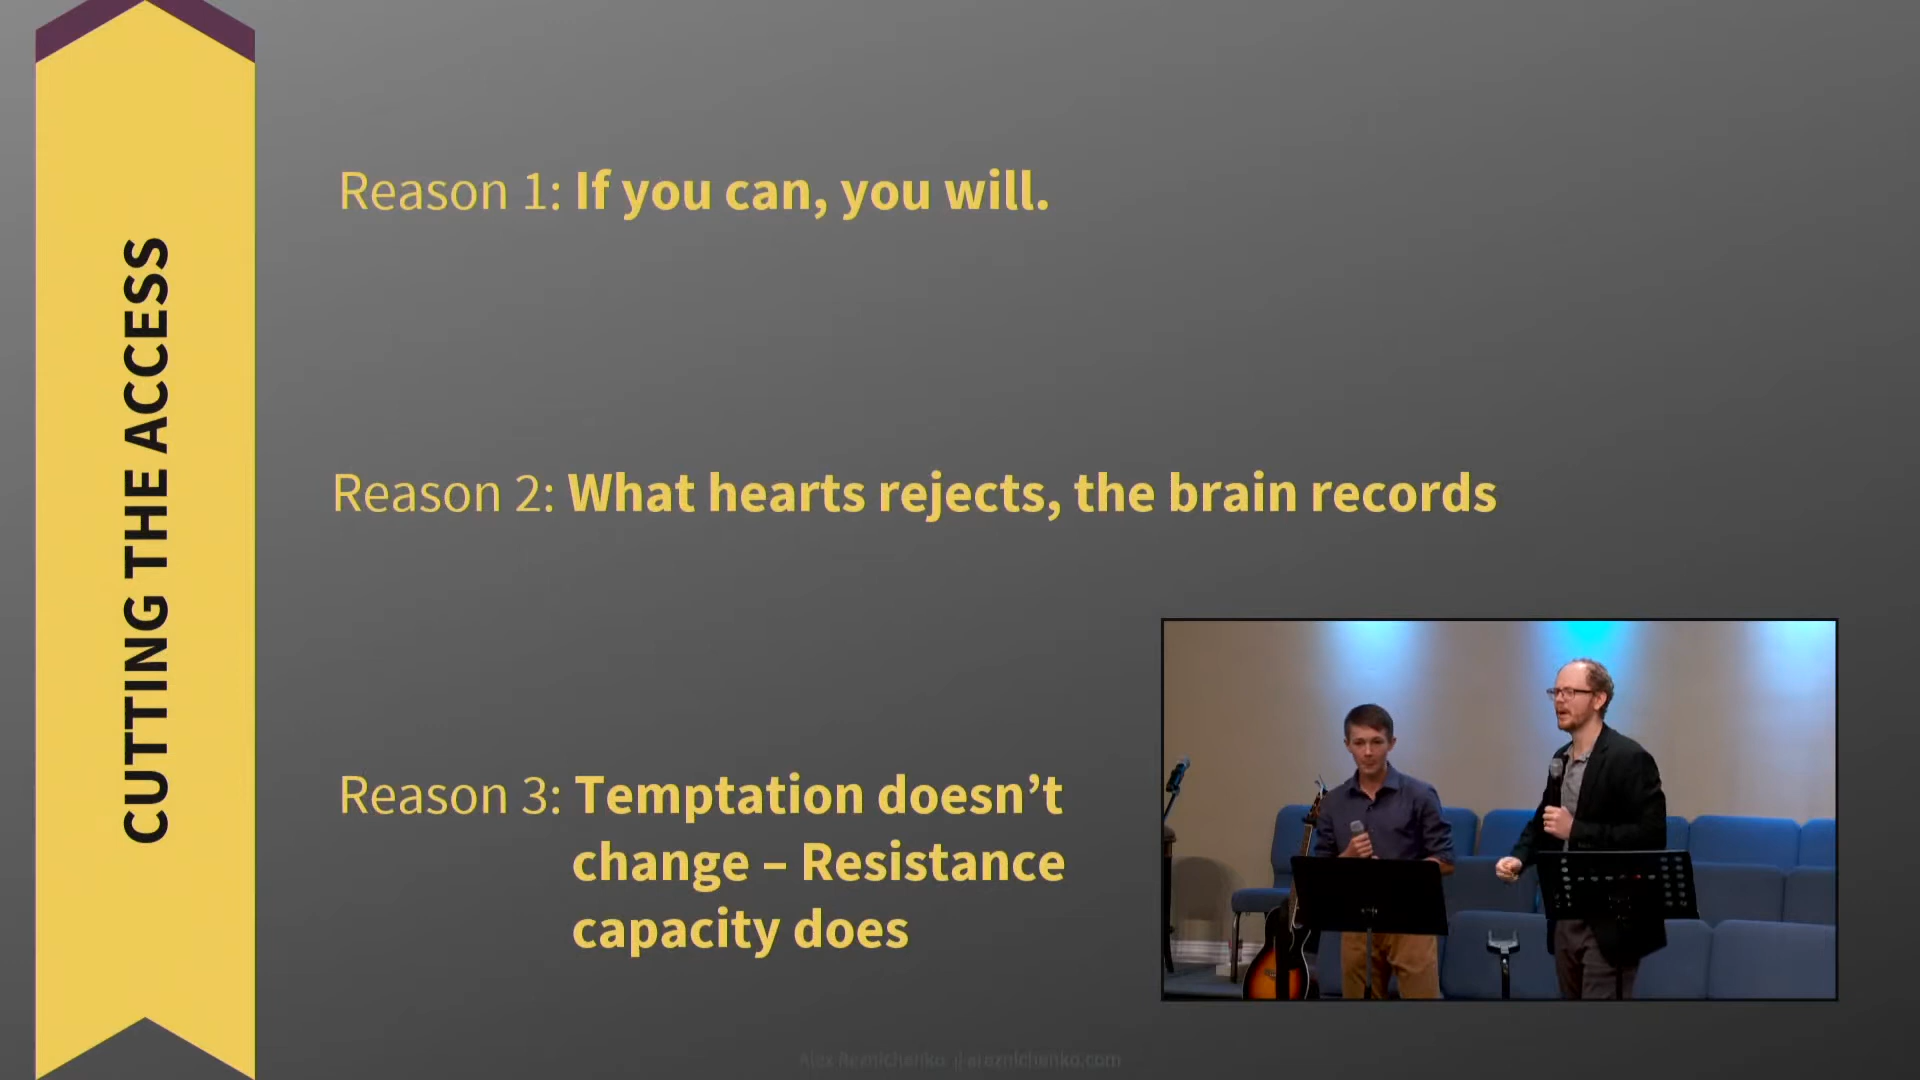 CUTTING THE ACCESS
Reason 1: If you can, you will.
Reason 2: What hearts rejects, the brain records
Reason 3: Temptation doesn’t
change – Resistance
capacity does